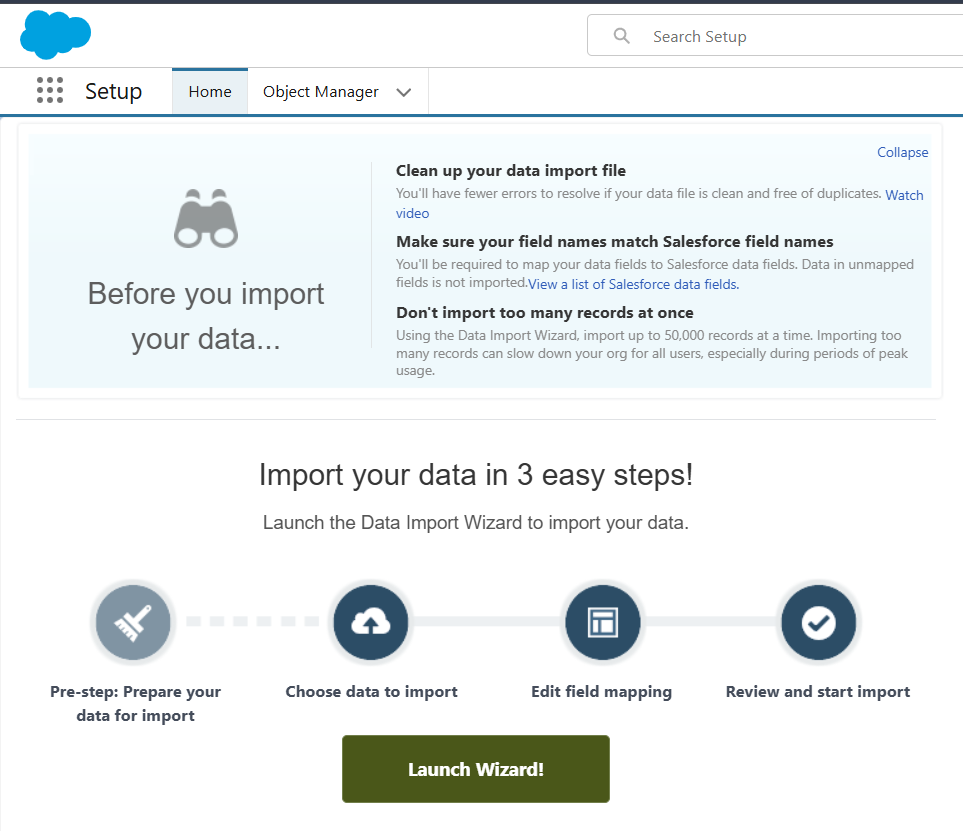 Search Setup
Setup
Home
Object Manager
Collapse
Before you import
your data...
Clean up your data import file
You'll have fewer errors to resolve if your data file is clean and free of duplicates. Watch
video
Make sure your field names match Salesforce field names
You'll be required to map your data fields to Salesforce data fields. Data in unmapped
fields is not imported.View a list of Salesforce data fields.
Don't import too many records at once
Using the Data Import Wizard, import up to 50,000 records at a time. Importing too
many records can slow down your org for all users, especially during periods of peak
usage.
Import your data in 3 easy steps!
Launch the Data Import Wizard to import your data.
Pre-step: Prepare your
data for import
Choose data to import
Edit field mapping
Review and start import
Launch Wizard!